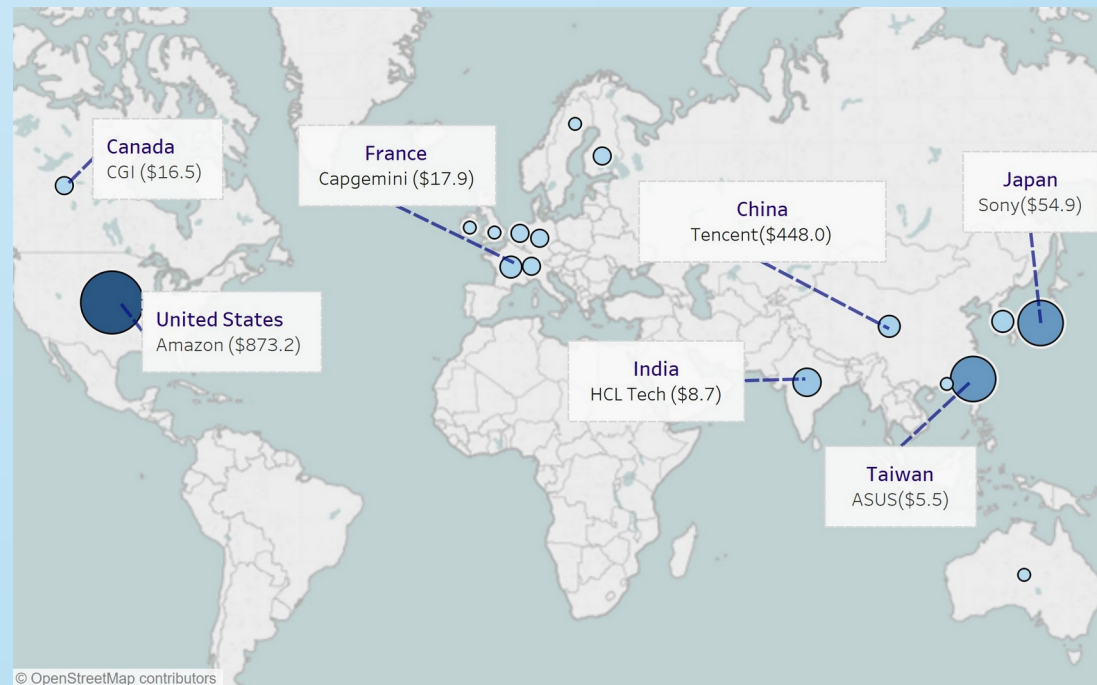 Canada
CGI ($16.5)
France
Capgemini ($17.9)
China
Tencent($448.0)
Japan
Sony($54.9)
United States
Amazon ($873.2)
India
HCL Tech ($8.7)
Taiwan
ASUS($5.5)
© OpenStreetMap contributors